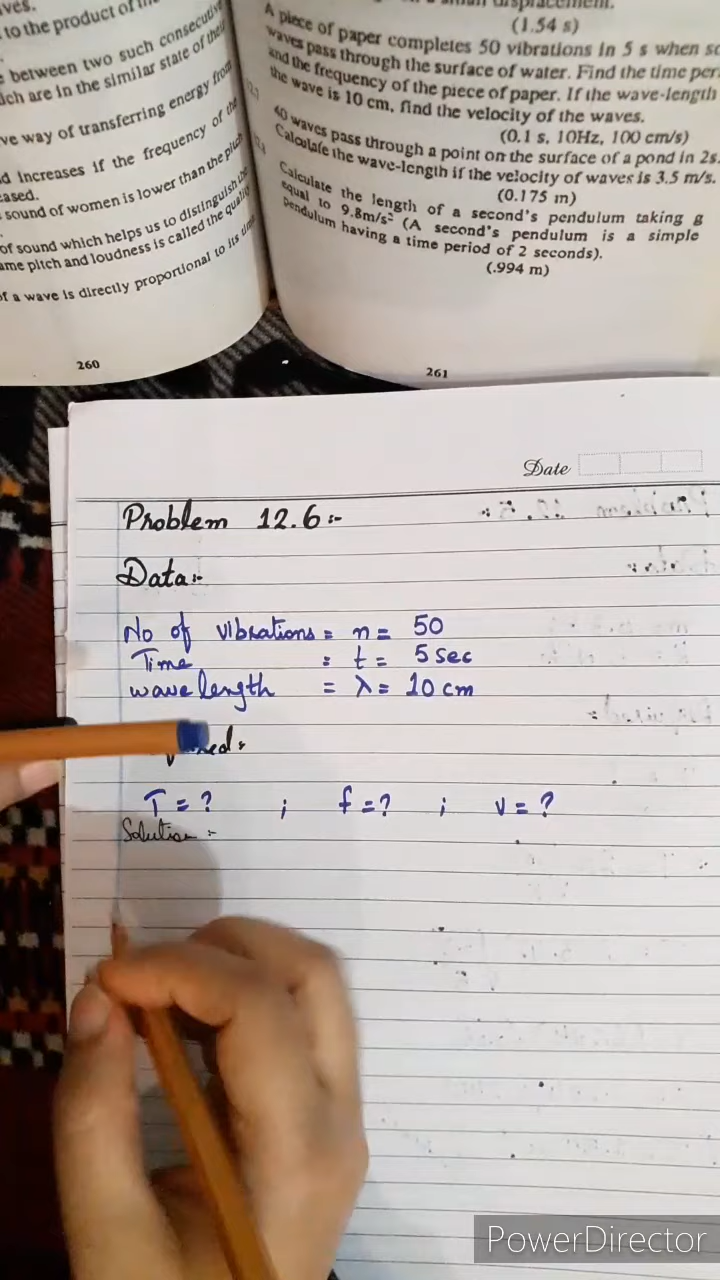 ves.
to the product of
between two such consecutive
ich are in the similar state of their
ve way of transferring energy from
d increases if the frequency of the
eased.
sound of women is lower than the pitch
of sound which helps us to distinguish the
ame pitch and loudness is called the quality
of a wave is directly proportional to its
260
displacement.
(1.54 s)
A piece of paper completes 50 vibrations in 5 s when so
waves pass through the surface of water. Find the time per
and the frequency of the piece of paper. If the wave-length
the wave is 10 cm, find the velocity of the waves.
(0.1 s, 10Hz, 100 cm/s)
40 waves pass through a point on the surface of a pond in 2s.
Calculate the wave-length if the velocity of waves is 3.5 m/s.
(0.175 m)
Calculate the length of a second's pendulum taking g
equal to 9.8m/s² (A second's pendulum is a simple
pendulum having a time period of 2 seconds).
(.994 m)
261
Date
Problem 12.6:-
Data:-
No of vibrations = n = 50
Time = t = 5 sec
wavelength = λ = 10 cm
T = ? ; f = ? ; v = ?
Solution :-
PowerDirector